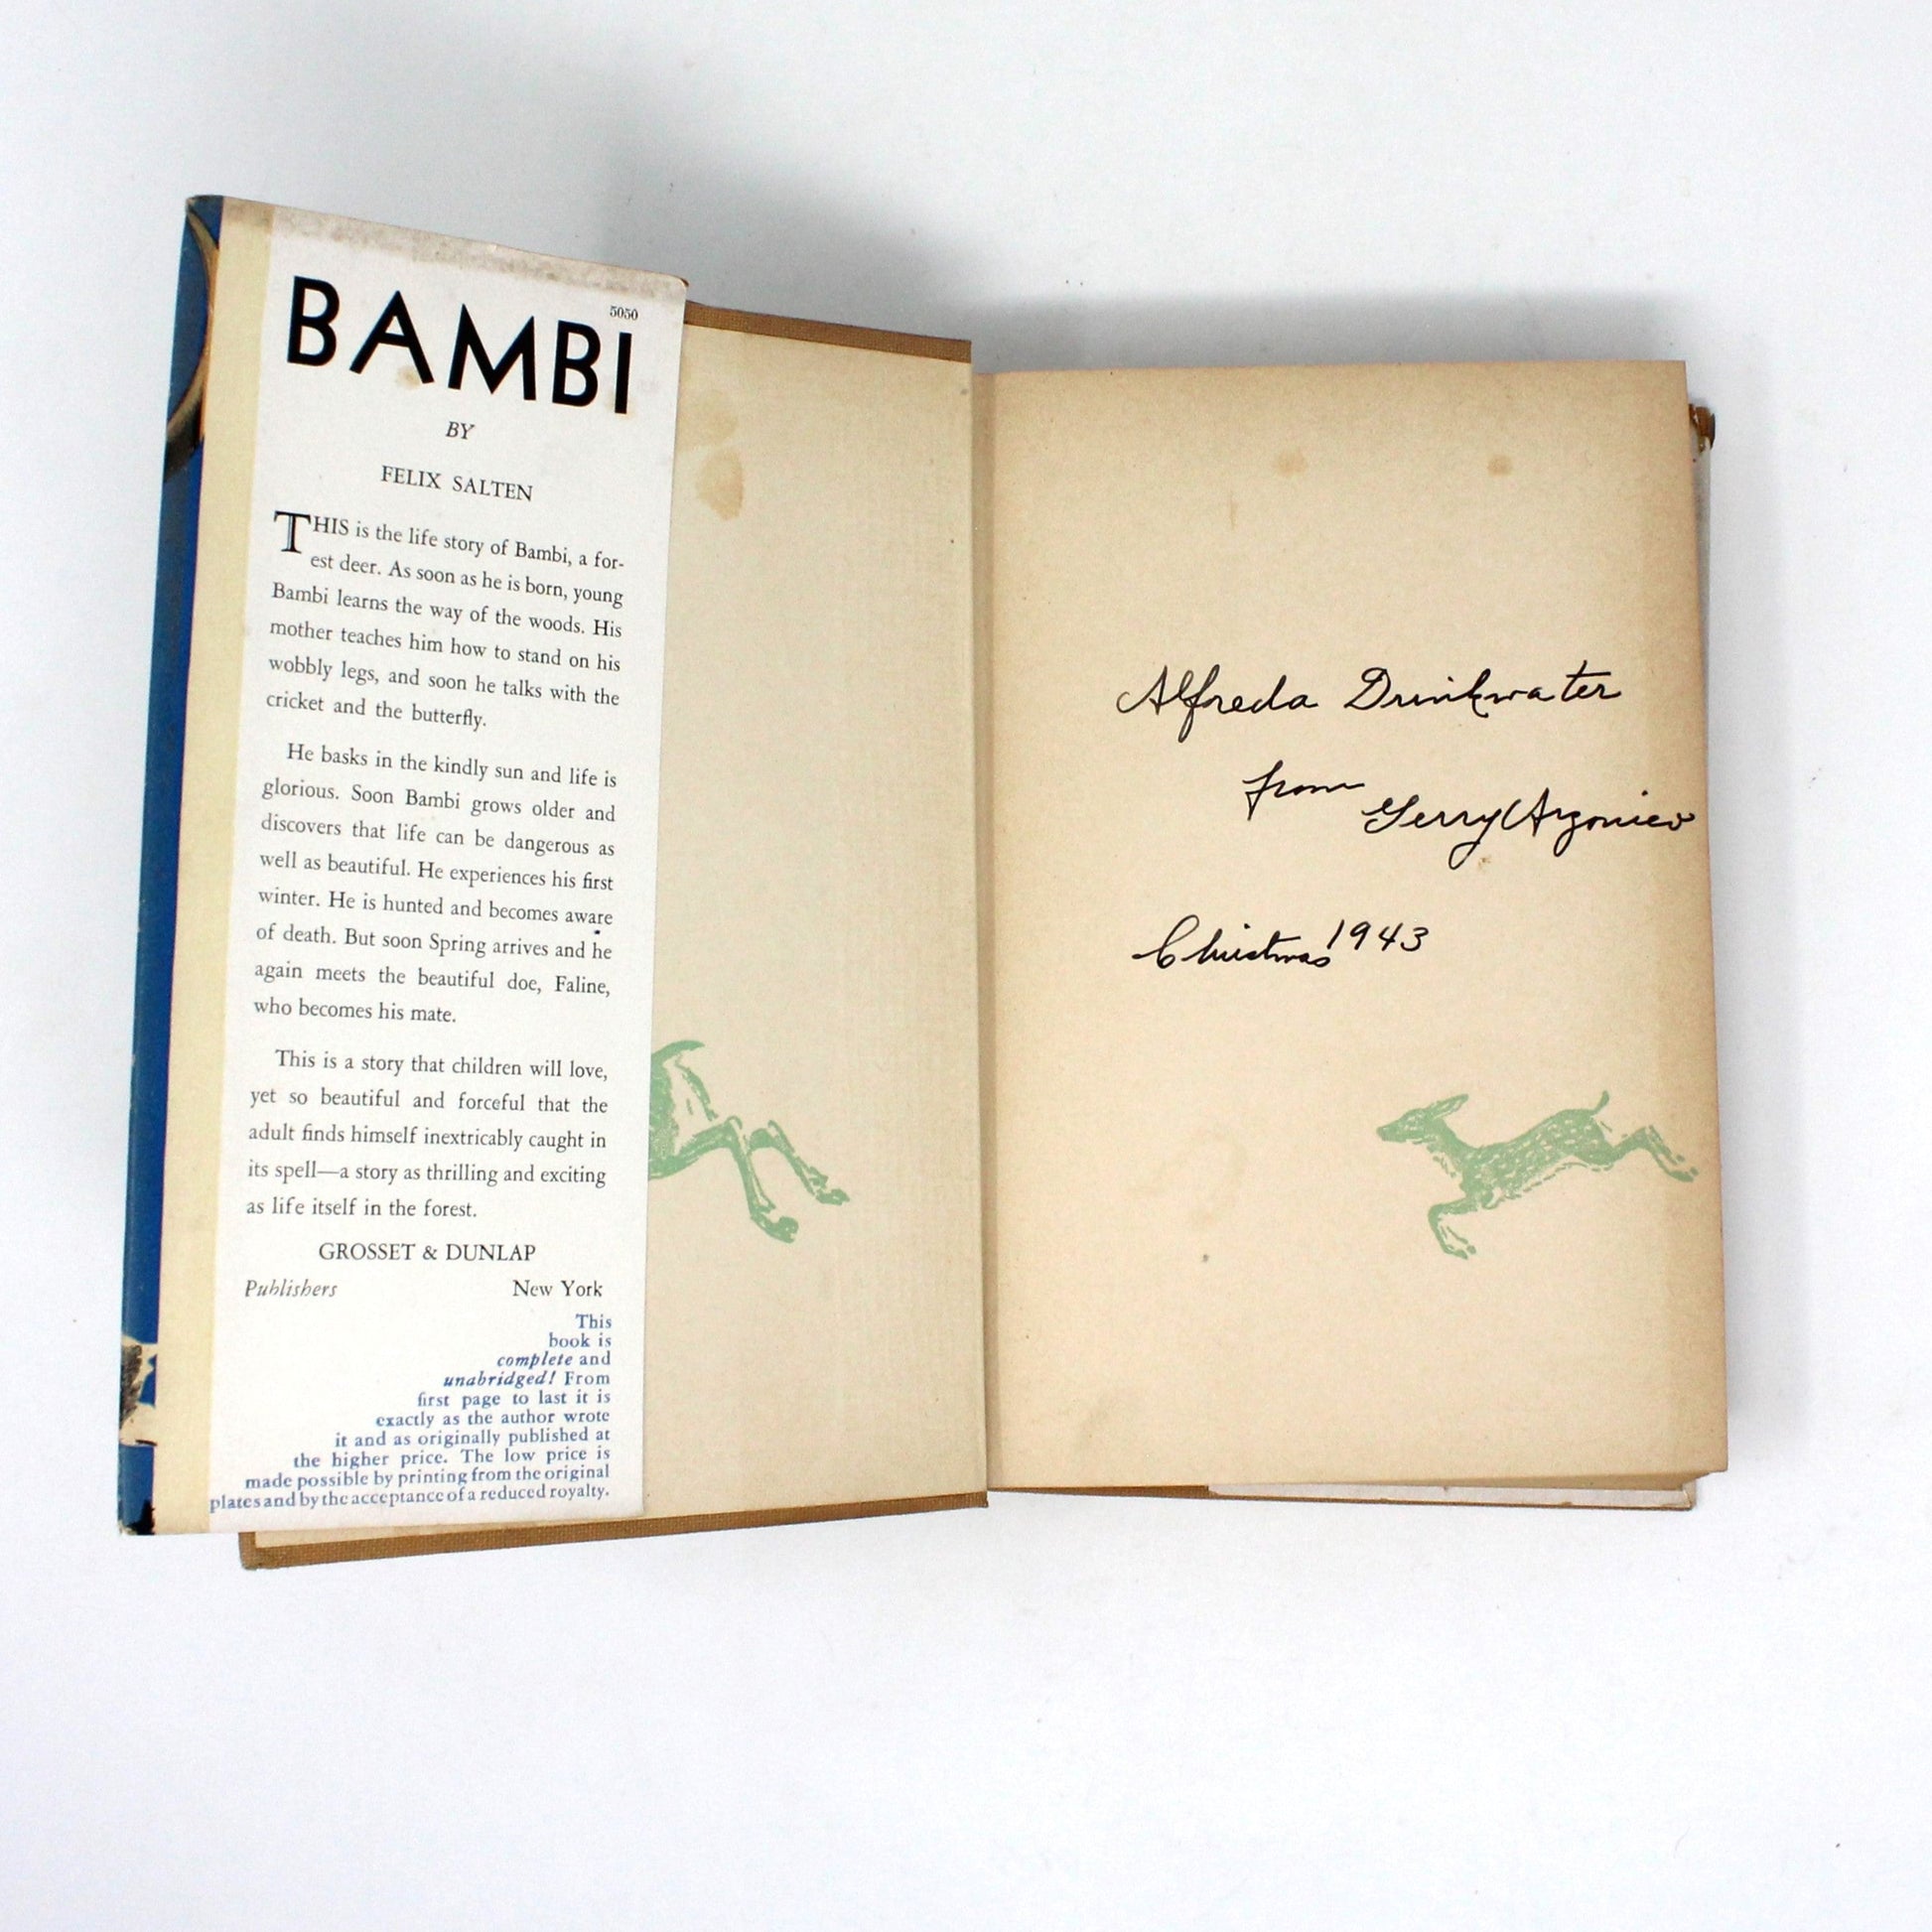 BAMBI
5050
BY
FELIX SALTEN
THIS is the life story of Bambi, a for-
est deer. As soon as he is born, young
Bambi learns the way of the woods. His
mother teaches him how to stand on his
wobbly legs, and soon he talks with the
cricket and the butterfly.
He basks in the kindly sun and life is
glorious. Soon Bambi grows older and
discovers that life can be dangerous as
well as beautiful. He experiences his first
winter. He is hunted and becomes aware
of death. But soon Spring arrives and he
again meets the beautiful doe, Faline,
who becomes his mate.
This is a story that children will love,
yet so beautiful and forceful that the
adult finds himself inextricably caught in
its spell—a story as thrilling and exciting
as life itself in the forest.
GROSSET & DUNLAP
Publishers New York
This
book is
complete and
unabridged! From
first page to last it is
exactly as the author wrote
it and as originally published at
the higher price. The low price is
made possible by printing from the original
plates and by the acceptance of a reduced royalty.
Alfreda Drinkwater
from
Gerry
Christmas 1943